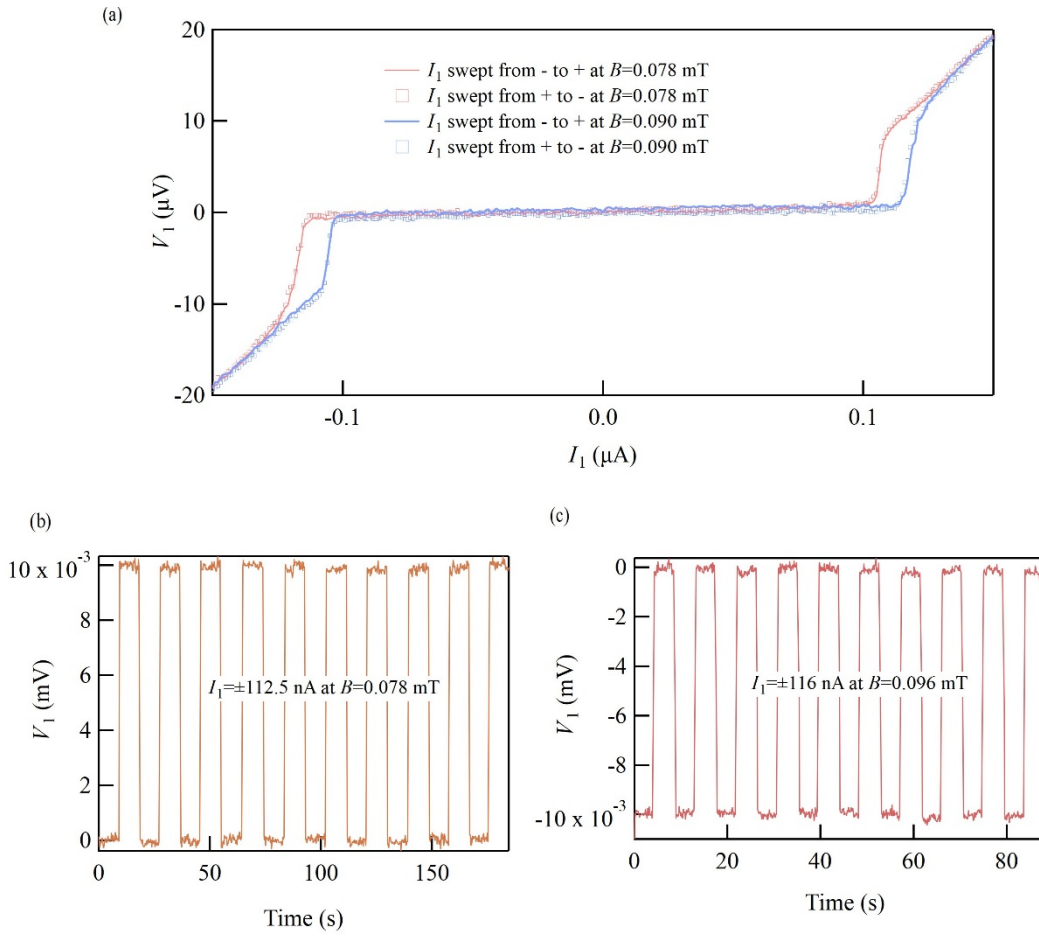 (a)
20
10
0
-10
-20
V1 (μV)
I1 swept from - to + at B=0.078 mT
I1 swept from + to - at B=0.078 mT
I1 swept from - to + at B=0.090 mT
I1 swept from + to - at B=0.090 mT
-0.1 0.0 0.1
I1 (μA)
(b)
10 x 10-3
8
6
4
2
0
V1 (mV)
I1=±112.5 nA at B=0.078 mT
0 50 100 150
Time (s)
(c)
0
-2
-4
-6
-8
-10 x 10-3
V1 (mV)
I1=±116 nA at B=0.096 mT
0 20 40 60 80
Time (s)